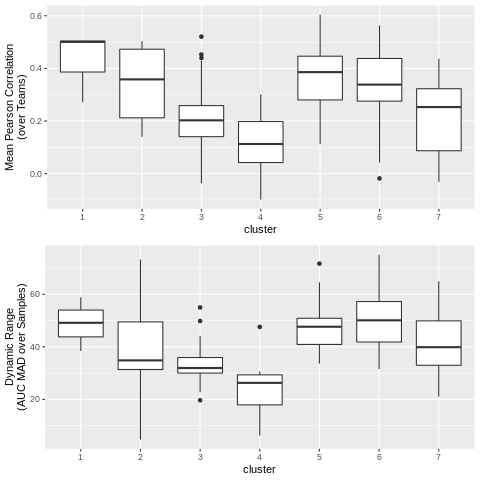 0.6
0.4
0.2
0.0
Mean Pearson Correlation
(over Teams)
1 2 3 4 5 6 7
cluster
60
40
20
Dynamic Range
(AUC MAD over Samples)
1 2 3 4 5 6 7
cluster